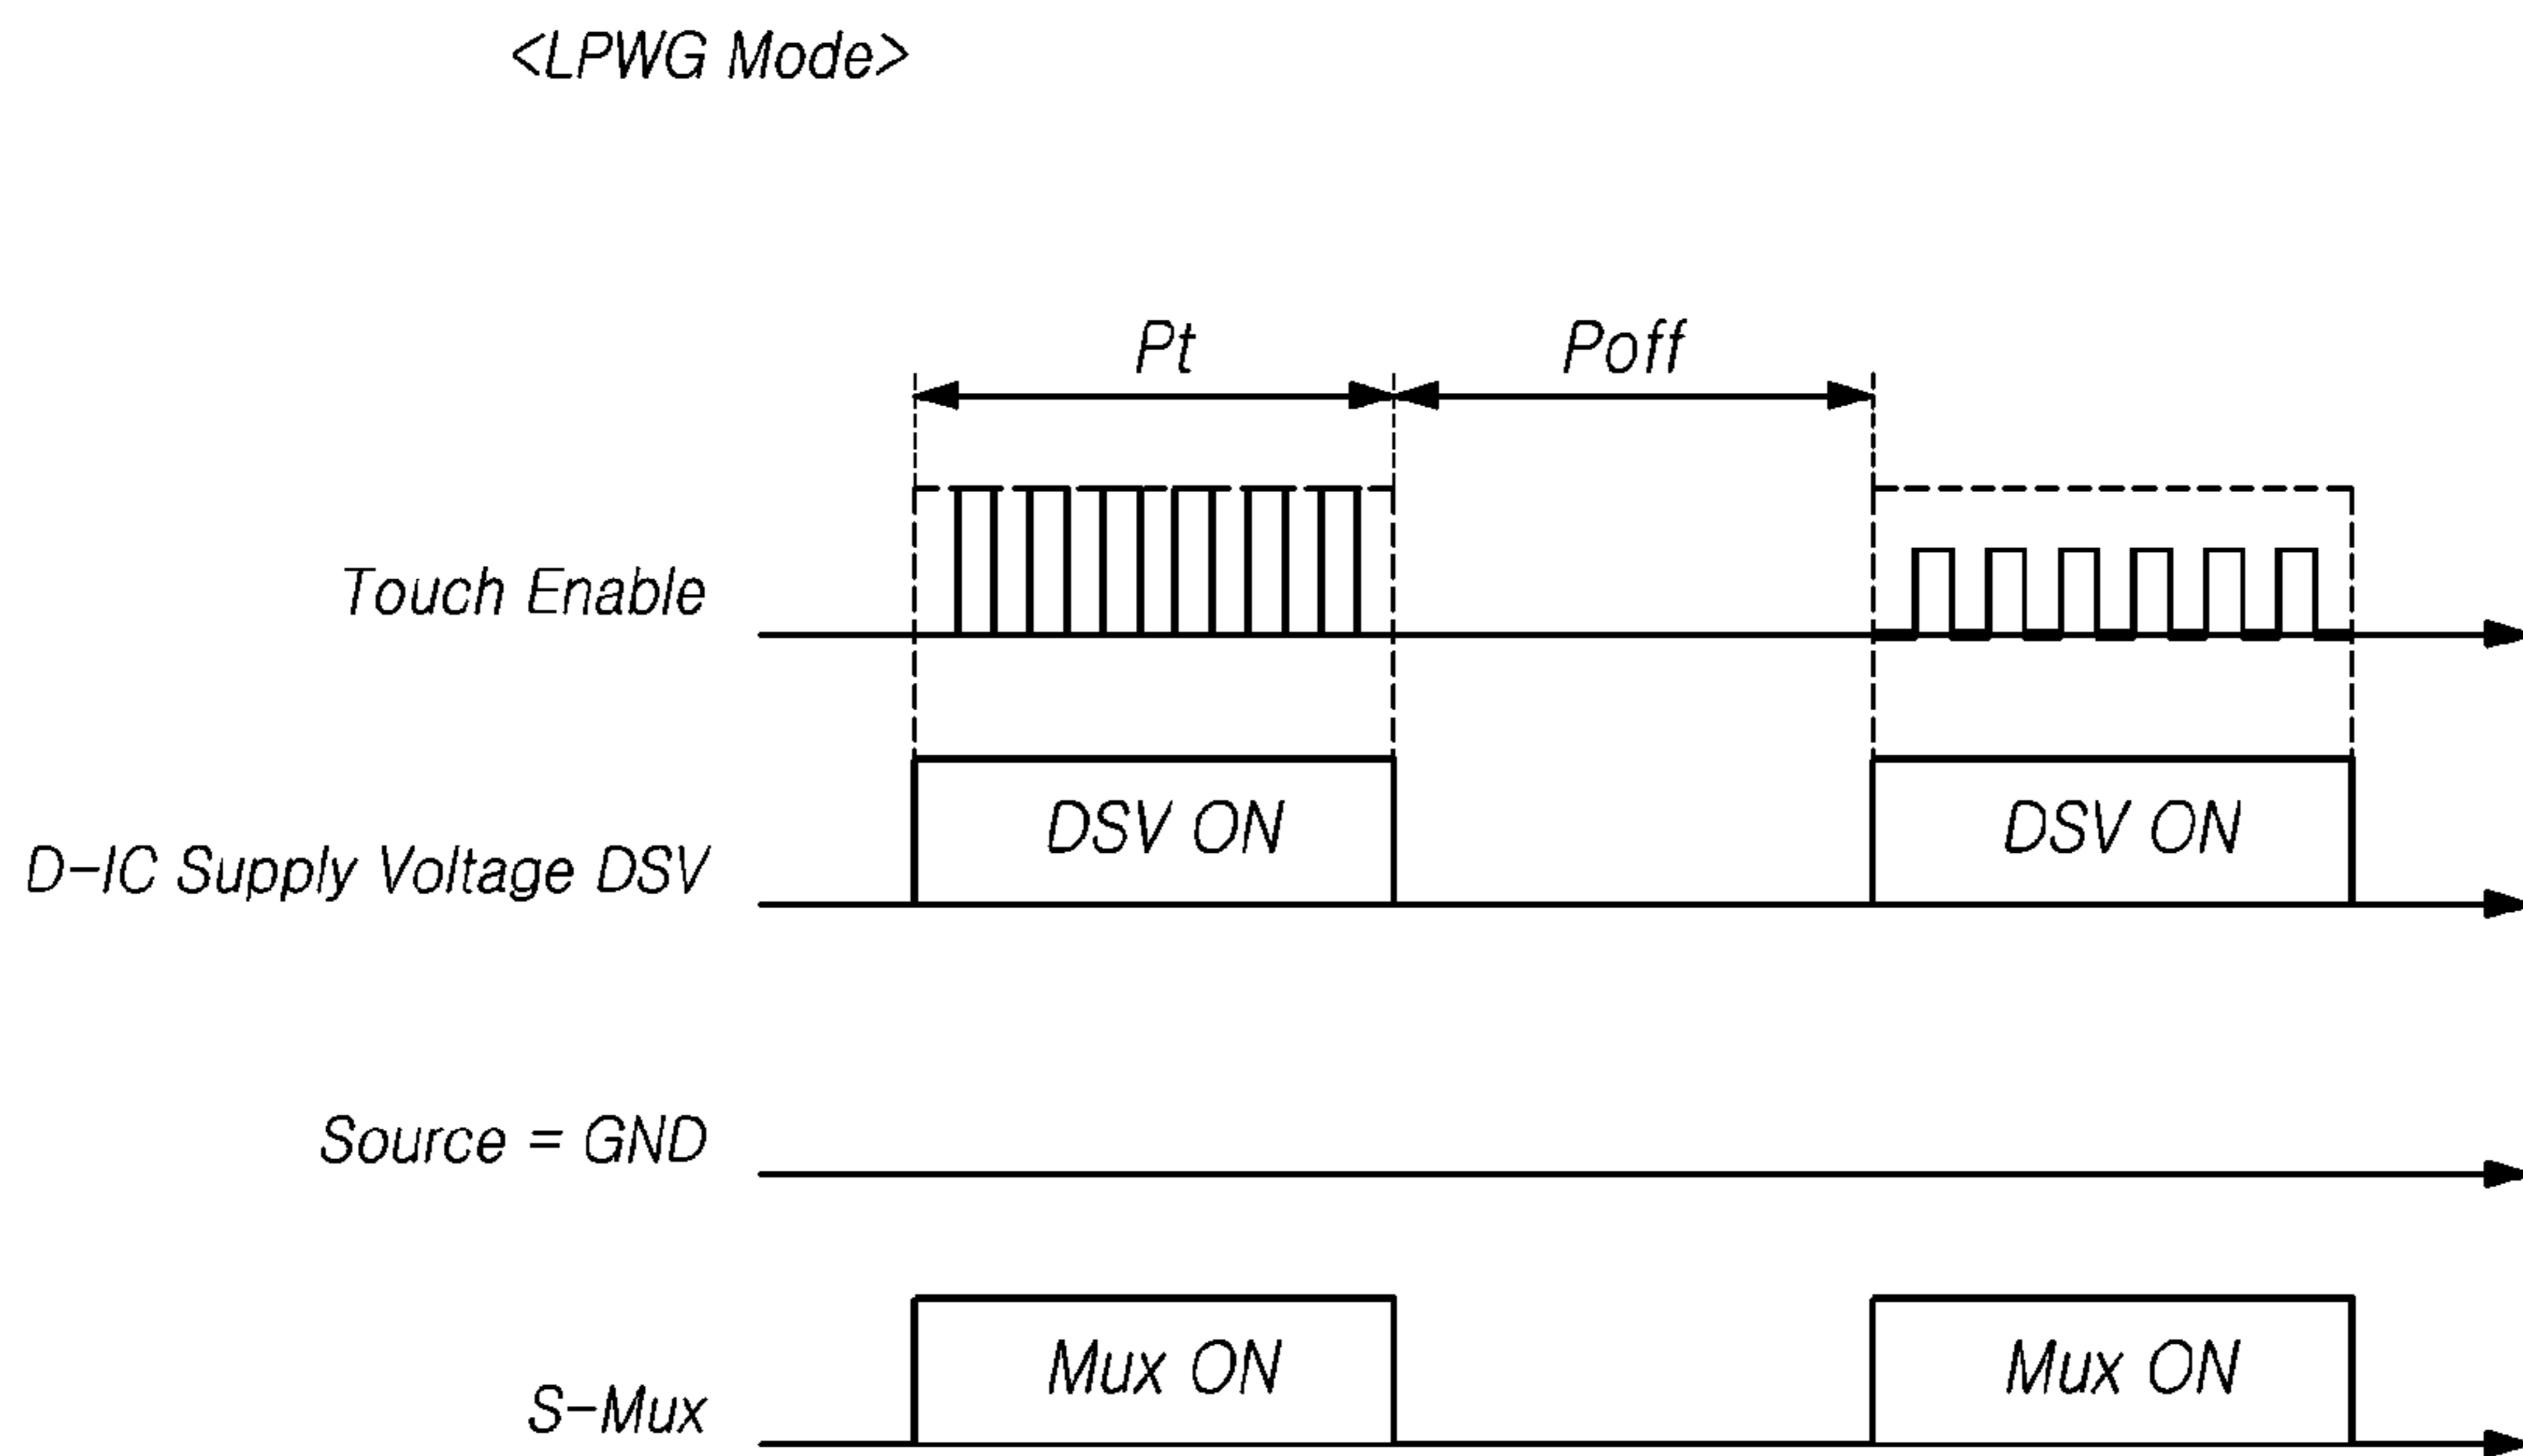 <LPWG Mode>
Pt Poff
Touch Enable
DSV ON DSV ON
D-IC Supply Voltage DSV
Source = GND
Mux ON Mux ON
S-Mux